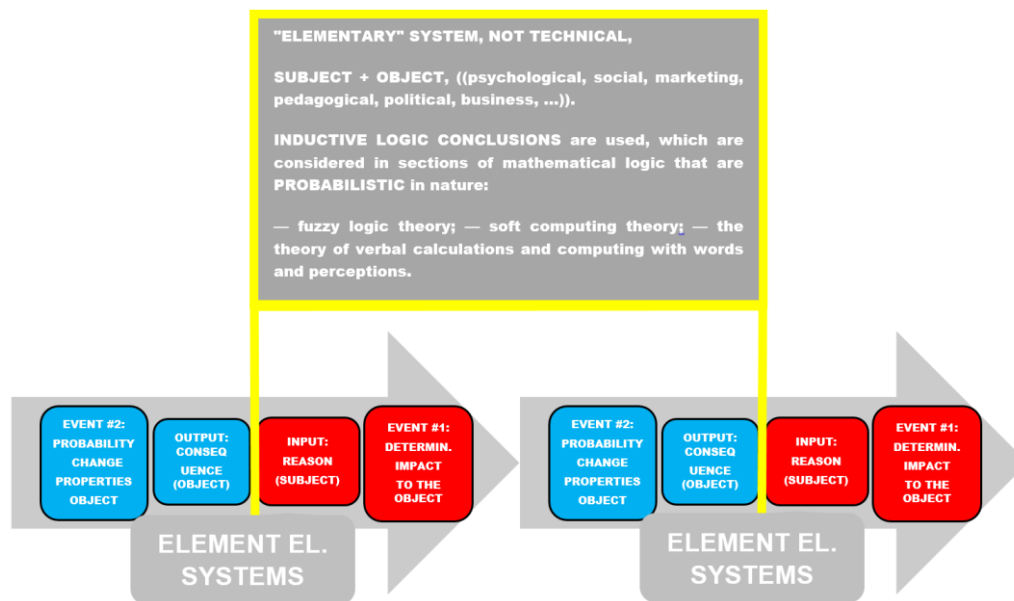 "ELEMENTARY" SYSTEM, NOT TECHNICAL,
SUBJECT + OBJECT, ((psychological, social, marketing,
pedagogical, political, business, ...)).
INDUCTIVE LOGIC CONCLUSIONS are used, which are
considered in sections of mathematical logic that are
PROBABILISTIC in nature:
— fuzzy logic theory; — soft computing theory; — the
theory of verbal calculations and computing with words
and perceptions.
EVENT #2:
PROBABILITY
CHANGE
PROPERTIES
OBJECT
OUTPUT:
CONSEQ
UENCE
(OBJECT)
INPUT:
REASON
(SUBJECT)
EVENT #1:
DETERMIN.
IMPACT
TO THE
OBJECT
ELEMENT EL.
SYSTEMS
EVENT #2:
PROBABILITY
CHANGE
PROPERTIES
OBJECT
OUTPUT:
CONSEQ
UENCE
(OBJECT)
INPUT:
REASON
(SUBJECT)
EVENT #1:
DETERMIN.
IMPACT
TO THE
OBJECT
ELEMENT EL.
SYSTEMS